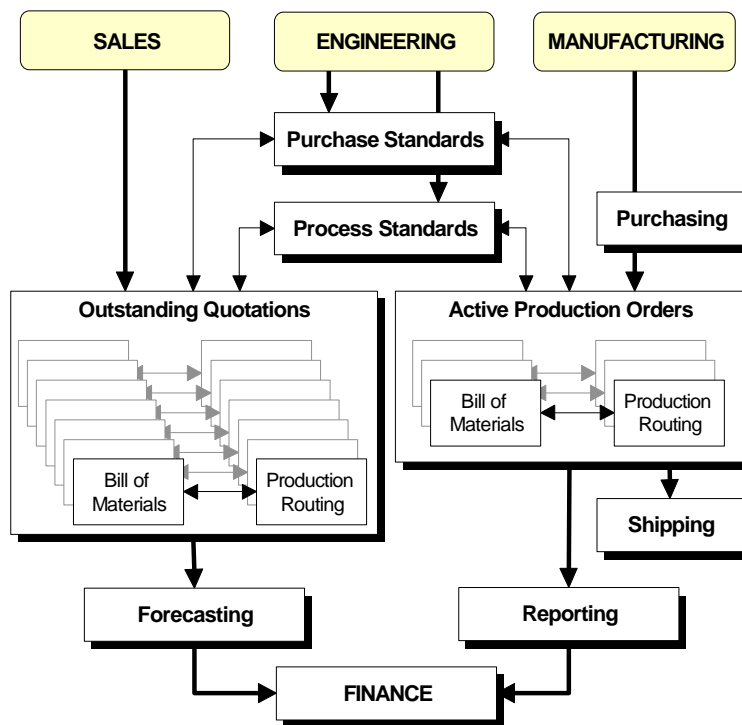 SALES
ENGINEERING
MANUFACTURING
Purchase Standards
Process Standards
Purchasing
Outstanding Quotations
Active Production Orders
Bill of
Materials
Production
Routing
Bill of
Materials
Production
Routing
Shipping
Forecasting
Reporting
FINANCE